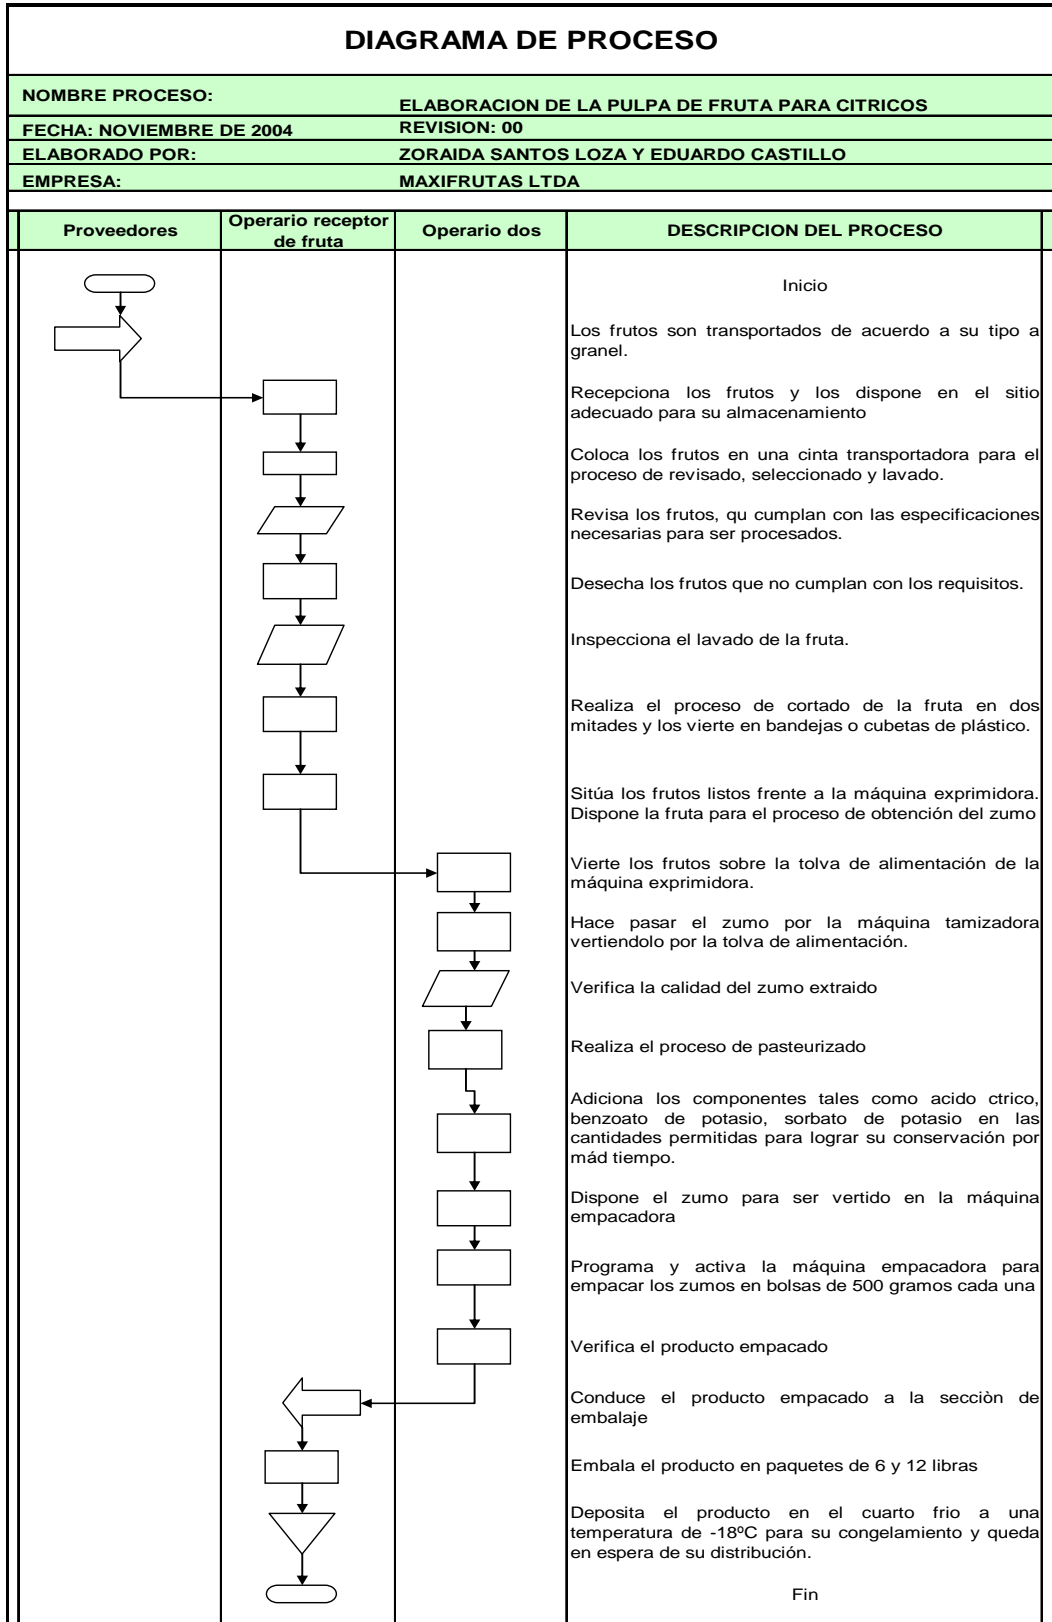 DIAGRAMA DE PROCESO
NOMBRE PROCESO:
ELABORACION DE LA PULPA DE FRUTA PARA CITRICOS
FECHA: NOVIEMBRE DE 2004 REVISION: 00
ELABORADO POR: ZORAIDA SANTOS LOZA Y EDUARDO CASTILLO
EMPRESA: MAXIFRUTAS LTDA
Proveedores
Operario receptor
de fruta
Operario dos
DESCRIPCION DEL PROCESO
Inicio
Los frutos son transportados de acuerdo a su tipo a
granel.
Recepciona los frutos y los dispone en el sitio
adecuado para su almacenamiento
Coloca los frutos en una cinta transportadora para el
proceso de revisado, seleccionado y lavado.
Revisa los frutos, qu cumplan con las especificaciones
necesarias para ser procesados.
Desecha los frutos que no cumplan con los requisitos.
Inspecciona el lavado de la fruta.
Realiza el proceso de cortado de la fruta en dos
mitades y los vierte en bandejas o cubetas de plástico.
Sitúa los frutos listos frente a la máquina exprimidora.
Dispone la fruta para el proceso de obtención del zumo
Vierte los frutos sobre la tolva de alimentación de la
máquina exprimidora.
Hace pasar el zumo por la máquina tamizadora
vertiendolo por la tolva de alimentación.
Verifica la calidad del zumo extraido
Realiza el proceso de pasteurizado
Adiciona los componentes tales como acido ctrico,
benzoato de potasio, sorbato de potasio en las
cantidades permitidas para lograr su conservación por
mád tiempo.
Dispone el zumo para ser vertido en la máquina
empacadora
Programa y activa la máquina empacadora para
empacar los zumos en bolsas de 500 gramos cada una
Verifica el producto empacado
Conduce el producto empacado a la secciòn de
embalaje
Embala el producto en paquetes de 6 y 12 libras
Deposita el producto en el cuarto frio a una
temperatura de -18ºC para su congelamiento y queda
en espera de su distribución.
Fin